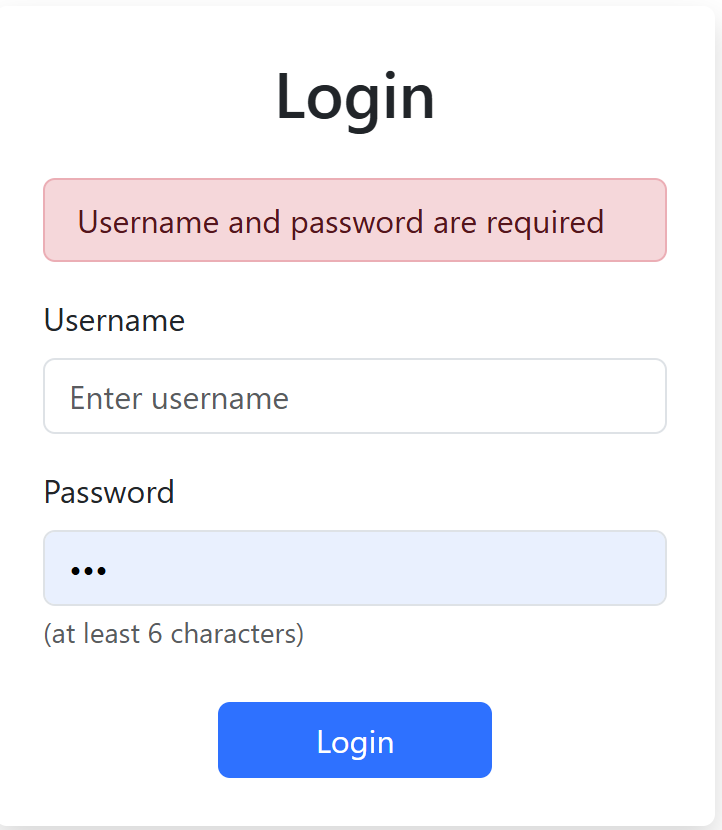 Login
Username and password are required
Username
Enter username
Password
•••
(at least 6 characters)
Login